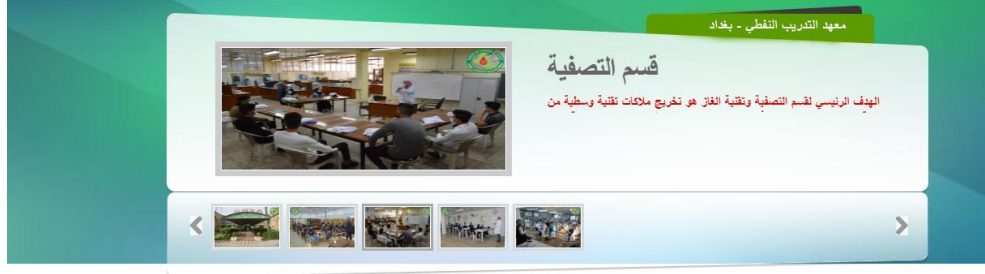 معهد التدريب النفطي - بغداد
قسم التصفية
الهدف الرئيسي لقسم التصفية وتقنية الغاز هو تخريج ملاكات تقنية وسطية من